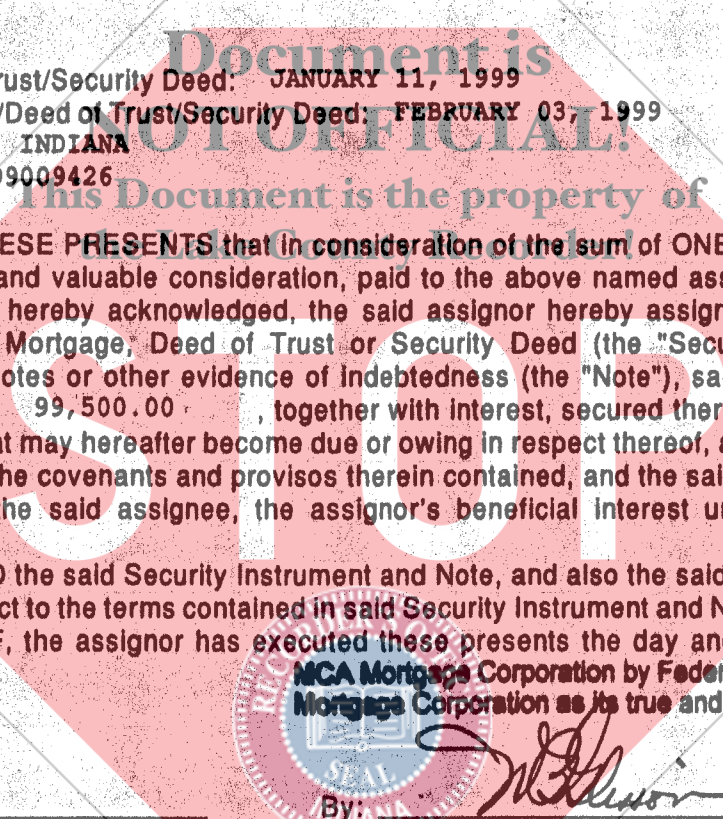 Document is
rust/Security Deed: JANUARY 11, 1999
/Deed of Trust/Security Deed: FEBRUARY 03, 1999
NOT OFFICIAL!
INDIANA
99009426
This Document is the property of
the Lake County Recorder!
ESE PRESENTS that in consideration of the sum of ONE
and valuable consideration, paid to the above named ass
hereby acknowledged, the said assignor hereby assign
Mortgage, Deed of Trust or Security Deed (the "Secu
otes or other evidence of indebtedness (the "Note"), sa
99,500.00 , together with interest, secured ther
at may hereafter become due or owing in respect thereof, a
he covenants and provisos therein contained, and the sai
he said assignee, the assignor's beneficial interest u
STOP
D the said Security Instrument and Note, and also the said
ct to the terms contained in said Security Instrument and N
F, the assignor has executed these presents the day an
MCA Mortgage Corporation by Feder
Mortgage Corporation as its true and
SEAL
INDIANA
By: